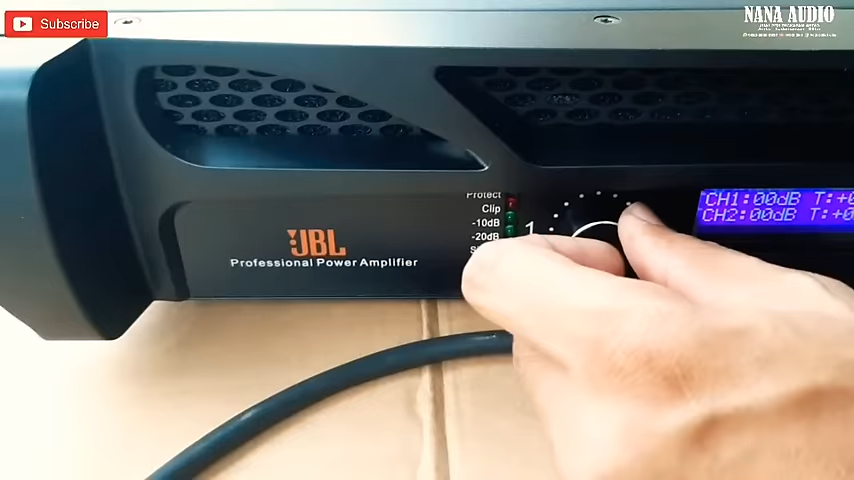 Subscribe
NANA AUDIO
Protect
Clip
-10dB
-20dB
1
CH1:00dB T:+0
CH2:00dB T:+0
JBL
Professional Power Amplifier